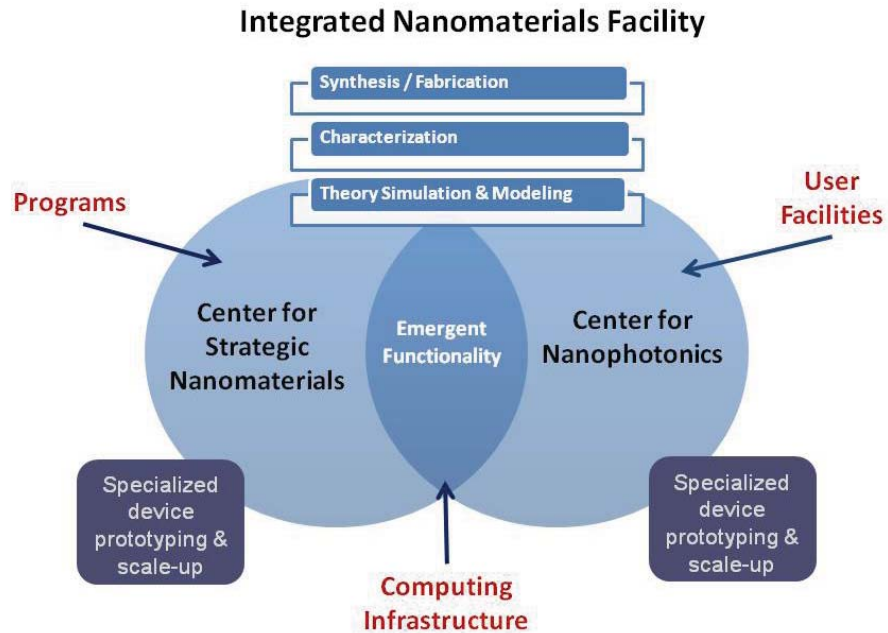 Integrated Nanomaterials Facility
Synthesis / Fabrication
Characterization
Theory Simulation & Modeling
Programs
User
Facilities
Center for
Strategic
Nanomaterials
Emergent
Functionality
Center for
Nanophotonics
Specialized
device
prototyping &
scale-up
Specialized
device
prototyping &
scale-up
Computing
Infrastructure